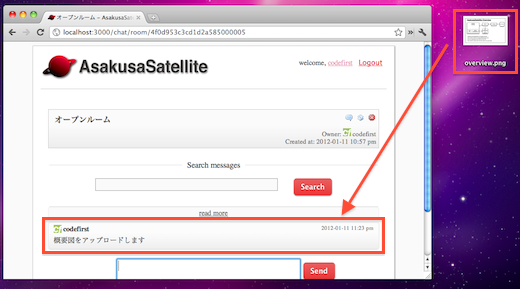 オープンルーム - AsakusaSatellite
localhost:3000/chat/room/4f0d953c3cd1d2a585000005
AsakusaSatellite
welcome, codefirst Logout
オープンルーム
Owner: codefirst
Created at: 2012-01-11 10:57 pm
Search messages
Search
read more
codefirst 2012-01-11 11:23 pm
概要図をアップロードします
Send
overview.png